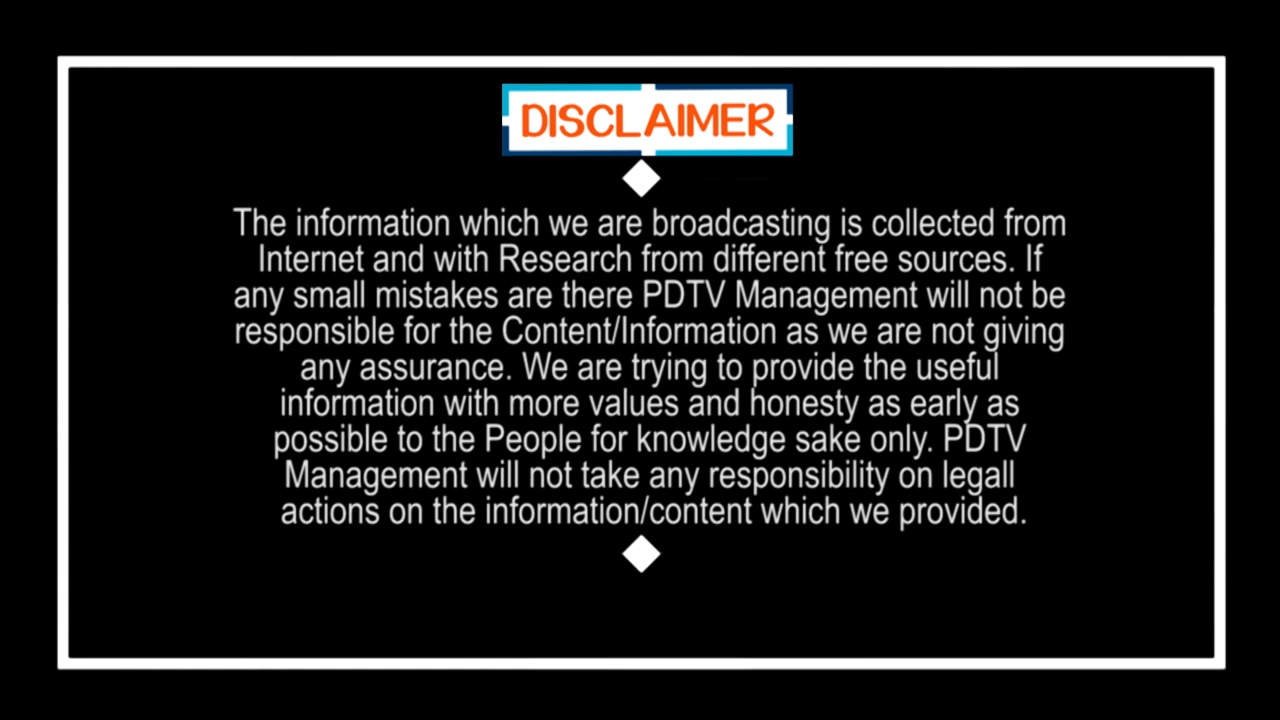 DISCLAIMER
The information which we are broadcasting is collected from
Internet and with Research from different free sources. If
any small mistakes are there PDTV Management will not be
responsible for the Content/Information as we are not giving
any assurance. We are trying to provide the useful
information with more values and honesty as early as
possible to the People for knowledge sake only. PDTV
Management will not take any responsibility on legall
actions on the information/content which we provided.